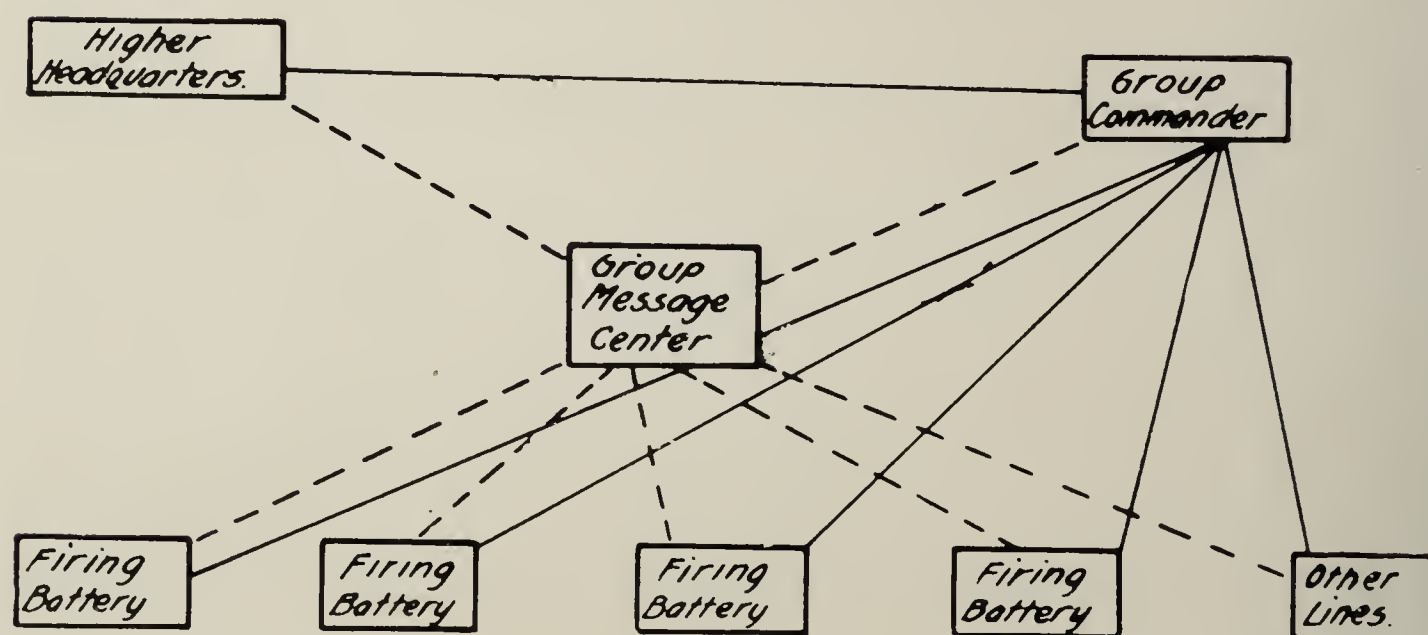 Higher
Headquarters.
Group
Commander
Group
Message
Center
Firing
Battery
Firing
Battery
Firing
Battery
Firing
Battery
Other
Lines.